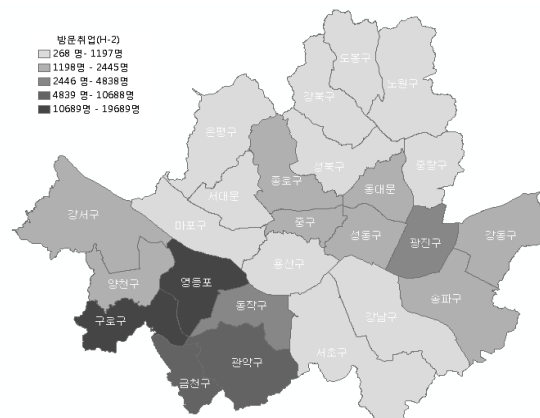 방문취업(H-2)
268 명- 1197명
1198명 - 2445명
2446 명- 4838명
4839 명 - 10688명
10689명 - 19689명
도봉구
노원구
강북구
은평구
성북구
중랑구
종로구
동대문
서대문
강서구
마포구
중구
성동구
광진구
강동구
용산구
양천구
영등포
송파구
동작구
강남구
구로구
서초구
관악구
금천구